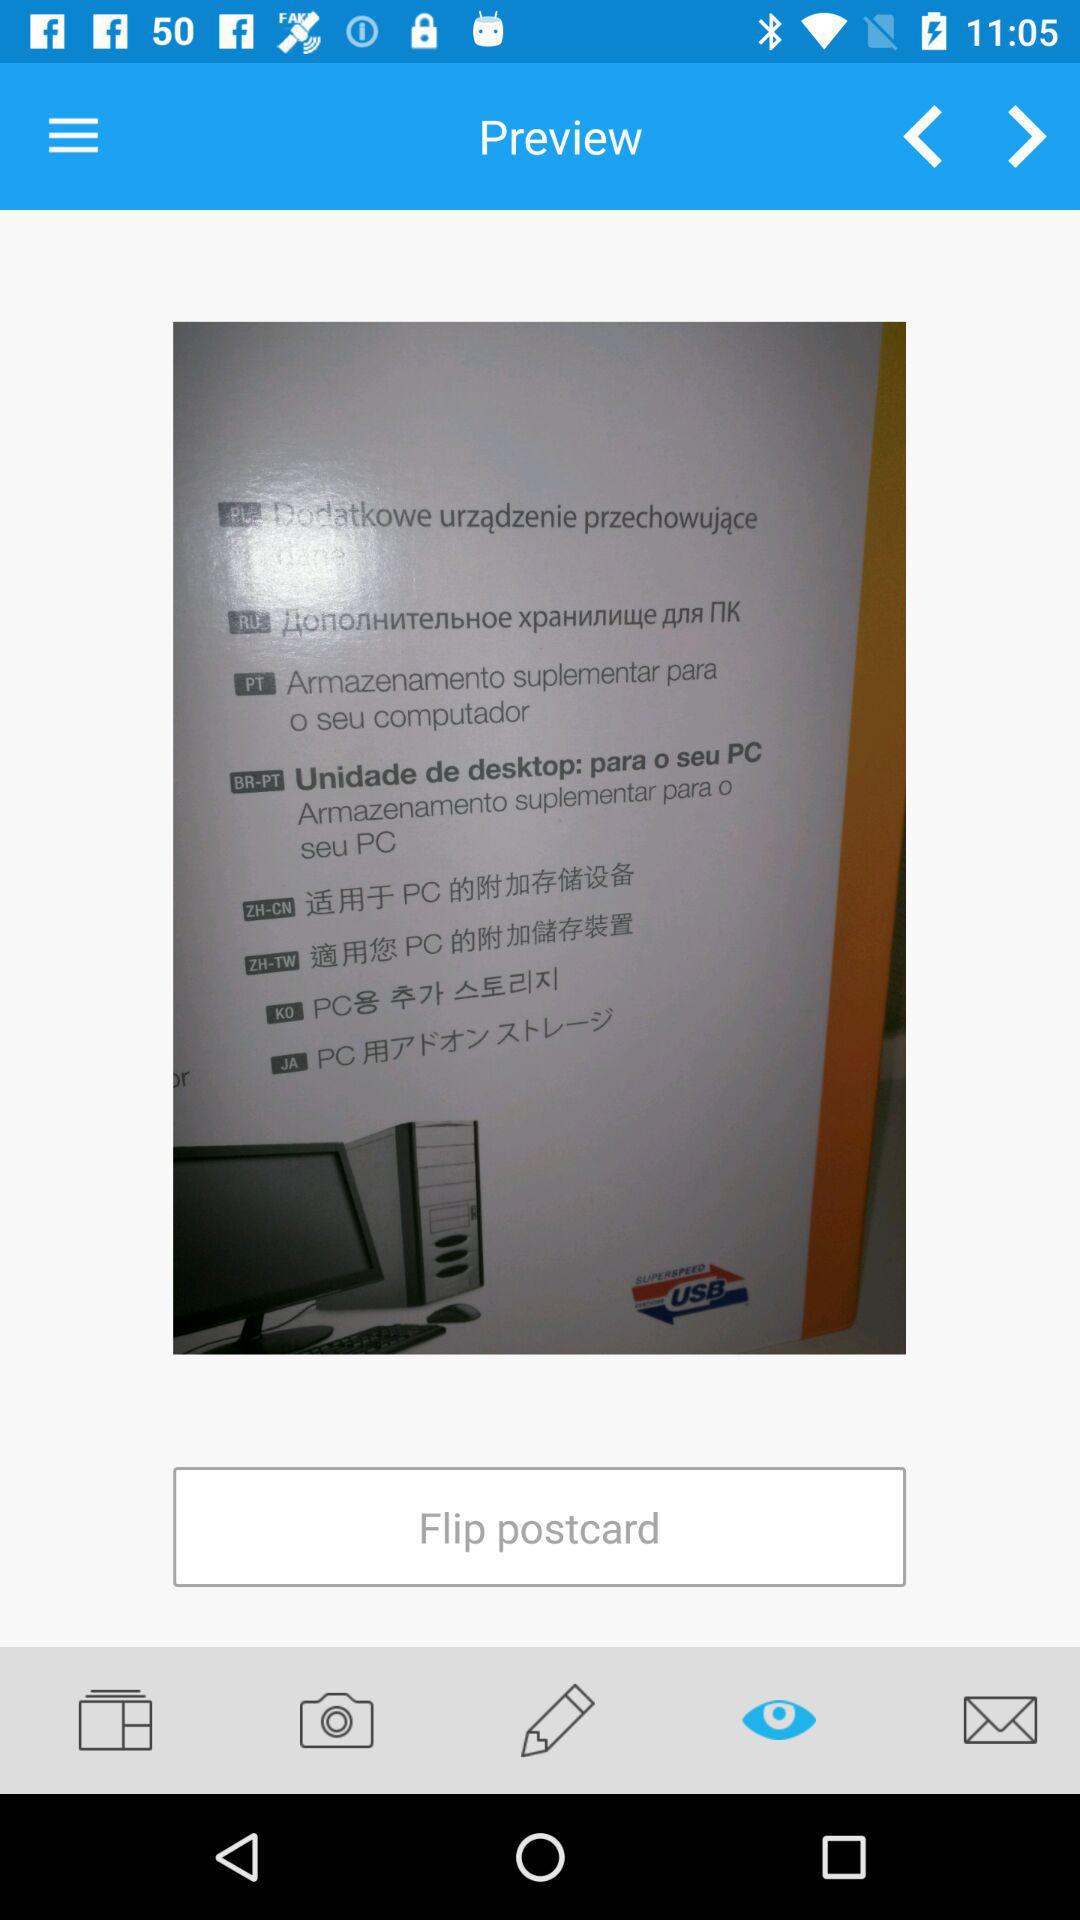 50
FAKE
11:05
Preview
PL Dodatkowe urządzenie przechowujące
dane
RU Дополнительное хранилище для ПК
PT Armazenamento suplementar para
o seu computador
BR-PT Unidade de desktop: para o seu PC
Armazenamento suplementar para o
seu PC
ZH-CN 适用于 PC 的附加存储设备
ZH-TW 適用您 PC 的附加儲存裝置
KO PC용 추가 스토리지
JA PC 用アドオン ストレージ
or
SUPERSPEED
CERTIFIED USB
Flip postcard